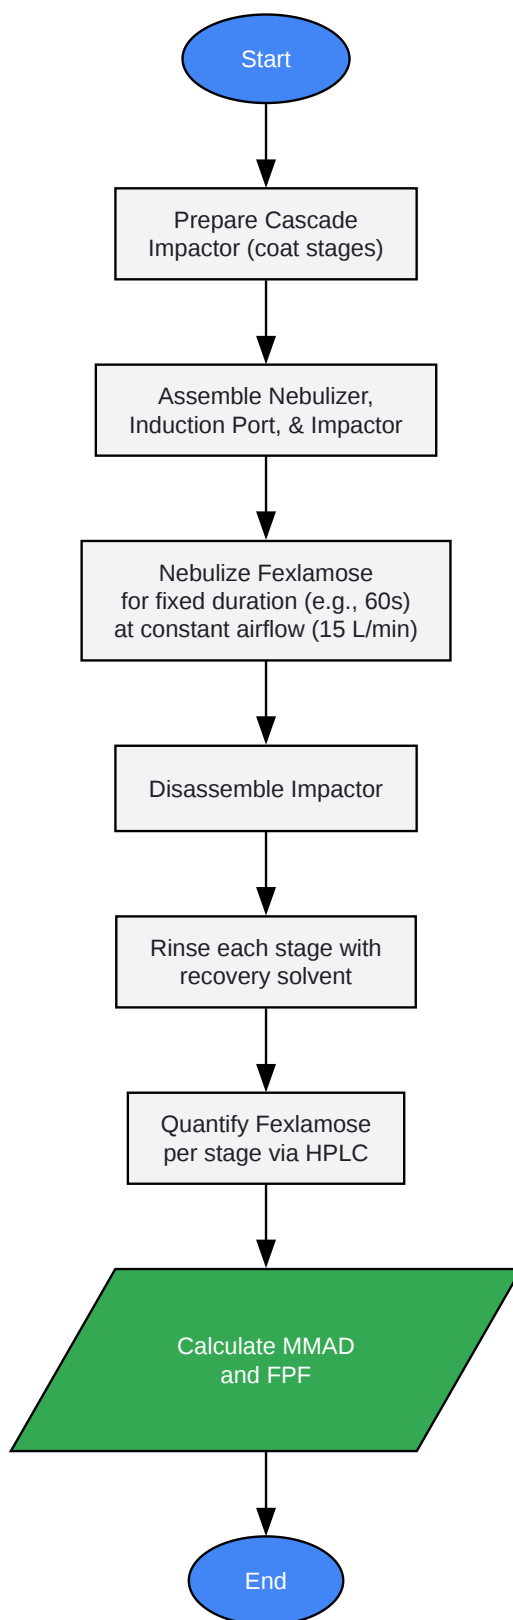 Start
Prepare Cascade
Impactor (coat stages)
Assemble Nebulizer,
Induction Port, & Impactor
Nebulize Fexlamose
for fixed duration (e.g., 60s)
at constant airflow (15 L/min)
Disassemble Impactor
Rinse each stage with
recovery solvent
Quantify Fexlamose
per stage via HPLC
Calculate MMAD
and FPF
End